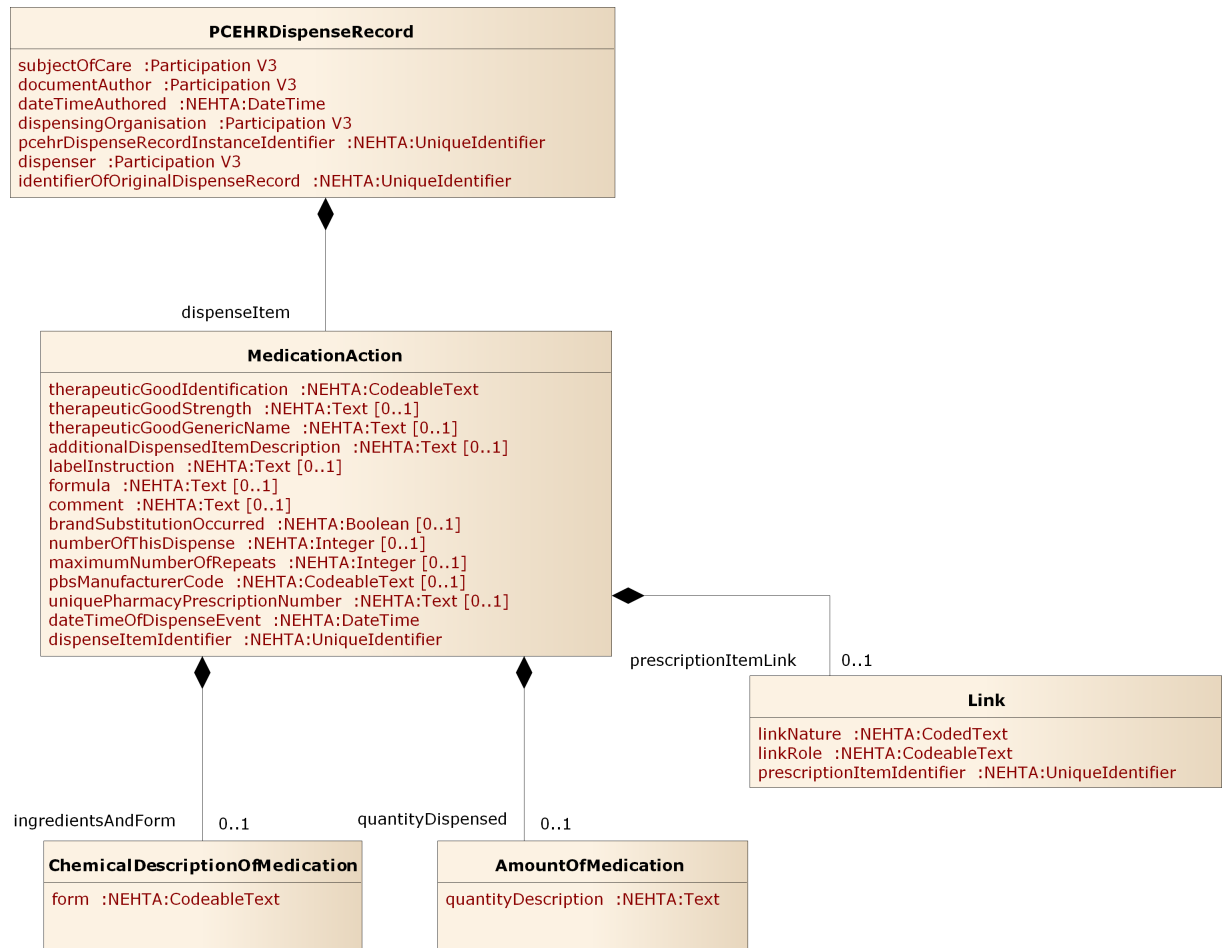 PCEHRDispenseRecord
subjectOfCare :Participation V3
documentAuthor :Participation V3
dateTimeAuthored :NEHTA:DateTime
dispensingOrganisation :Participation V3
pcehrDispenseRecordInstanceIdentifier :NEHTA:UniqueIdentifier
dispenser :Participation V3
identifierOfOriginalDispenseRecord :NEHTA:UniqueIdentifier
dispenseItem
MedicationAction
therapeuticGoodIdentification :NEHTA:CodeableText
therapeuticGoodStrength :NEHTA:Text [0..1]
therapeuticGoodGenericName :NEHTA:Text [0..1]
additionalDispensedItemDescription :NEHTA:Text [0..1]
labelInstruction :NEHTA:Text [0..1]
formula :NEHTA:Text [0..1]
comment :NEHTA:Text [0..1]
brandSubstitutionOccurred :NEHTA:Boolean [0..1]
numberOfThisDispense :NEHTA:Integer [0..1]
maximumNumberOfRepeats :NEHTA:Integer [0..1]
pbsManufacturerCode :NEHTA:CodeableText [0..1]
uniquePharmacyPrescriptionNumber :NEHTA:Text [0..1]
dateTimeOfDispenseEvent :NEHTA:DateTime
dispenseItemIdentifier :NEHTA:UniqueIdentifier
prescriptionItemLink 0..1
Link
linkNature :NEHTA:CodedText
linkRole :NEHTA:CodeableText
prescriptionItemIdentifier :NEHTA:UniqueIdentifier
ingredientsAndForm 0..1
quantityDispensed 0..1
ChemicalDescriptionOfMedication
form :NEHTA:CodeableText
AmountOfMedication
quantityDescription :NEHTA:Text